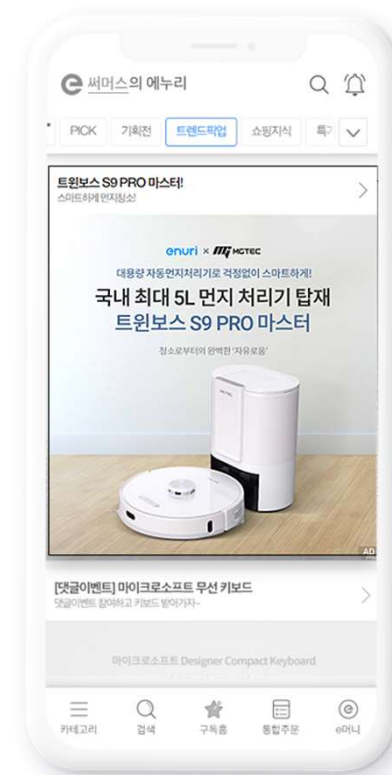 써머스의 에누리
PICK 기획전 트렌드픽업 쇼핑지식 특가
트윈보스 S9 PRO 마스터!
스마트하게 먼지청소!
enuri × MGTEC
대용량 자동먼지처리기로 걱정없이 스마트하게!
국내 최대 5L 먼지 처리기 탑재
트윈보스 S9 PRO 마스터
청소로부터의 완벽한 '자유로움'
MGTEC
AD
[댓글이벤트] 마이크로소프트 무선 키보드
댓글이벤트 참여하고 키보드 받아가자~
마이크로소프트 Designer Compact Keyboard
카테고리 검색 구독홈 통합주문 e머니